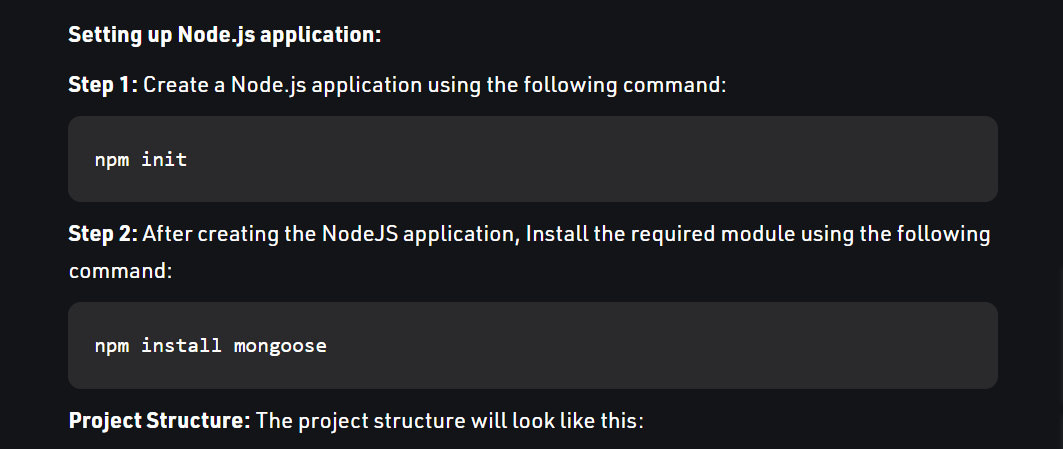 Setting up Node.js application:
Step 1: Create a Node.js application using the following command:
npm init
Step 2: After creating the NodeJS application, Install the required module using the following
command:
npm install mongoose
Project Structure: The project structure will look like this: